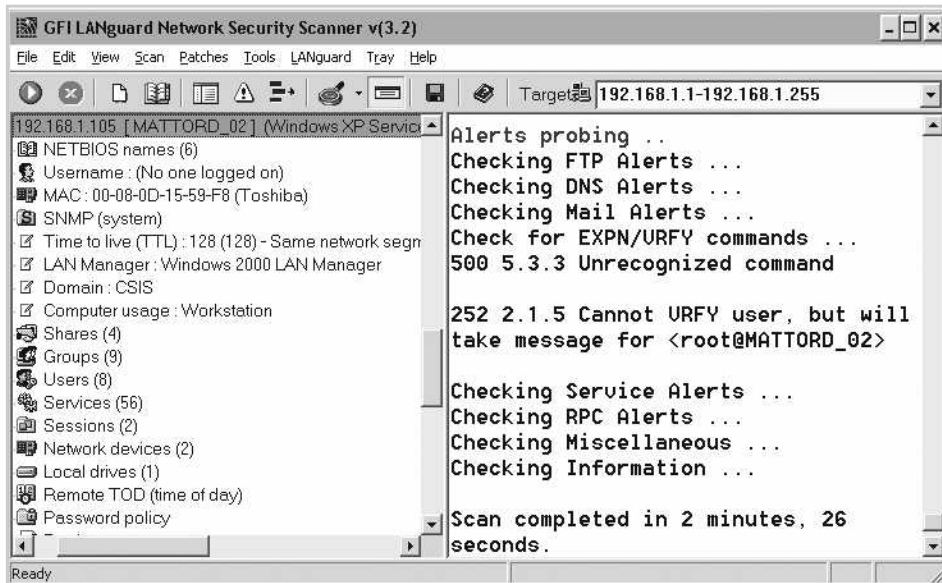 GFI LANguard Network Security Scanner v(3.2)
File Edit View Scan Patches Tools LANguard Tray Help
Target 192.168.1.1-192.168.1.255
192.168.1.105 [ MATTORD_02 ] (Windows XP Servic
NETBIOS names (6)
Username : (No one logged on)
MAC : 00-08-0D-15-59-F8 (Toshiba)
SNMP (system)
Time to live (TTL) : 128 (128) - Same network segm
LAN Manager : Windows 2000 LAN Manager
Domain : CSIS
Computer usage : Workstation
Shares (4)
Groups (9)
Users (8)
Services (56)
Sessions (2)
Network devices (2)
Local drives (1)
Remote TOD (time of day)
Password policy
Alerts probing ..
Checking FTP Alerts ...
Checking DNS Alerts ...
Checking Mail Alerts ...
Check for EXPN/VRFY commands ...
500 5.3.3 Unrecognized command
252 2.1.5 Cannot VRFY user, but will
take message for <root@MATTORD_02>
Checking Service Alerts ...
Checking RPC Alerts ...
Checking Miscellaneous ...
Checking Information ...
Scan completed in 2 minutes, 26
seconds.
Ready